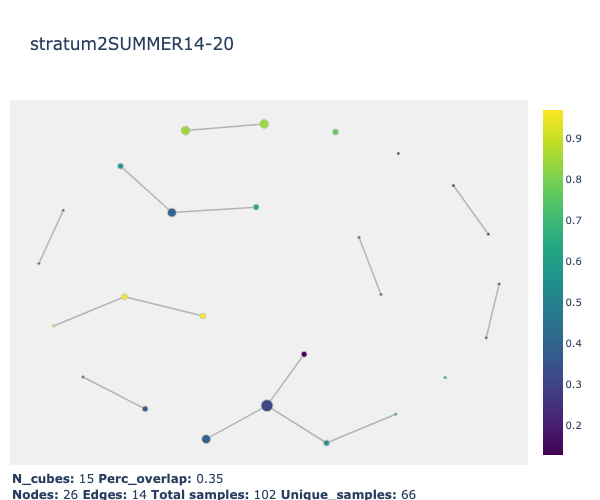 stratum2SUMMER14-20
0.9
0.8
0.7
0.6
0.5
0.4
0.3
0.2
N_cubes: 15 Perc_overlap: 0.35
Nodes: 26 Edges: 14 Total samples: 102 Unique_samples: 66